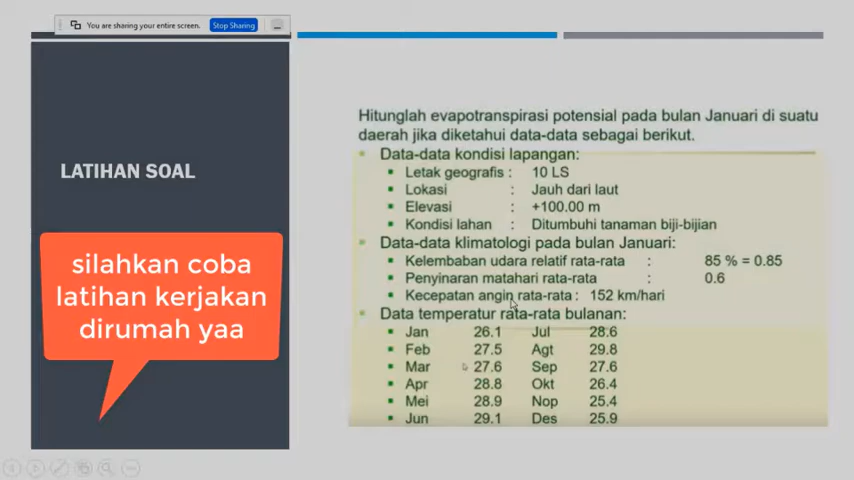 You are sharing your entire screen. Stop Sharing
LATIHAN SOAL
silahkan coba
latihan kerjakan
dirumah yaa
Hitunglah evapotranspirasi potensial pada bulan Januari di suatu
daerah jika diketahui data-data sebagai berikut.
Data-data kondisi lapangan:
Letak geografis : 10 LS
Lokasi : Jauh dari laut
Elevasi : +100.00 m
Kondisi lahan : Ditumbuhi tanaman biji-bijian
Data-data klimatologi pada bulan Januari:
Kelembaban udara relatif rata-rata : 85 % = 0.85
Penyinaran matahari rata-rata : 0.6
Kecepatan angin rata-rata : 152 km/hari
Data temperatur rata-rata bulanan:
Jan 26.1 Jul 28.6
Feb 27.5 Agt 29.8
Mar 27.6 Sep 27.6
Apr 28.8 Okt 26.4
Mei 28.9 Nop 25.4
Jun 29.1 Des 25.9